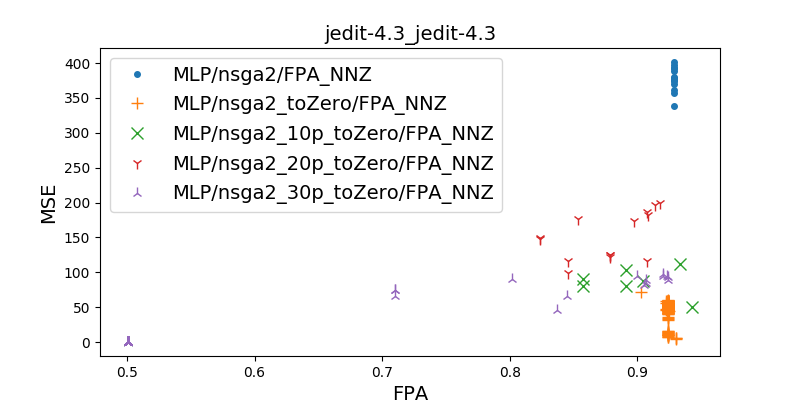 jedit-4.3_jedit-4.3
400
350
300
250
200
150
100
50
0
MSE
MLP/nsga2/FPA_NNZ
MLP/nsga2_toZero/FPA_NNZ
MLP/nsga2_10p_toZero/FPA_NNZ
MLP/nsga2_20p_toZero/FPA_NNZ
MLP/nsga2_30p_toZero/FPA_NNZ
0.5 0.6 0.7 0.8 0.9
FPA